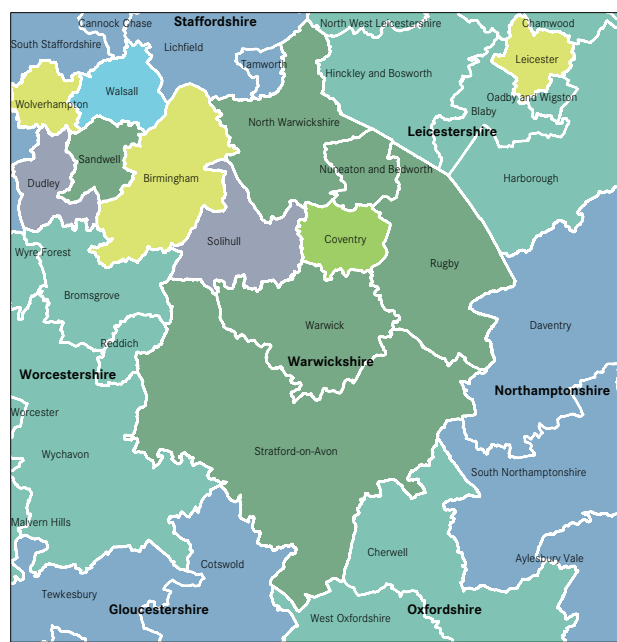 Cannock Chase
Staffordshire
North West Leicestershire
Charnwood
South Staffordshire
Lichfield
Leicester
Tamworth
Hinckley and Bosworth
Walsall
Wolverhampton
Oadby and Wigston
Blaby
North Warwickshire
Leicestershire
Sandwell
Nuneaton and Bedworth
Birmingham
Harborough
Dudley
Solihull
Coventry
Wyre Forest
Rugby
Bromsgrove
Warwick
Daventry
Reddich
Warwickshire
Worcestershire
Northamptonshire
Worcester
Stratford-on-Avon
Wychavon
South Northamptonshire
Malvern Hills
Cherwell
Aylesbury Vale
Cotswold
Tewkesbury
Gloucestershire
Oxfordshire
West Oxfordshire